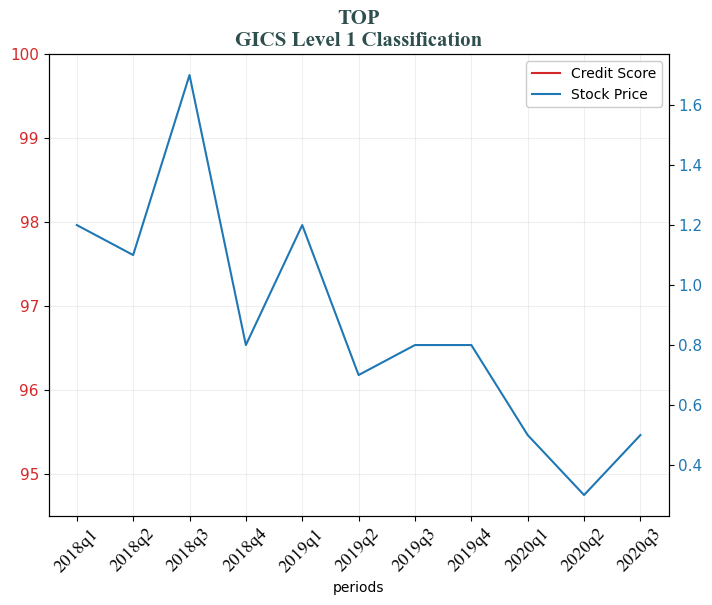 TOP
GICS Level 1 Classification
Credit Score
Stock Price
100
99
98
97
96
95
1.6
1.4
1.2
1.0
0.8
0.6
0.4
2018q1
2018q2
2018q3
2018q4
2019q1
2019q2
2019q3
2019q4
2020q1
2020q2
2020q3
periods